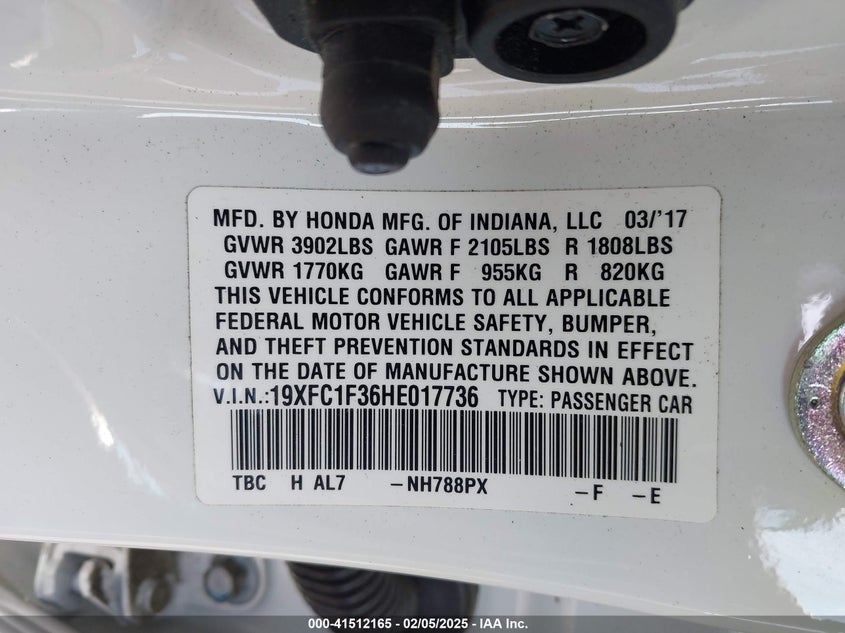 MFD. BY HONDA MFG. OF INDIANA, LLC 03/'17
GVWR 3902LBS GAWR F 2105LBS R 1808LBS
GVWR 1770KG GAWR F 955KG R 820KG
THIS VEHICLE CONFORMS TO ALL APPLICABLE
FEDERAL MOTOR VEHICLE SAFETY, BUMPER,
AND THEFT PREVENTION STANDARDS IN EFFECT
ON THE DATE OF MANUFACTURE SHOWN ABOVE.
V.I.N.:19XFC1F36HE017736 TYPE: PASSENGER CAR
TBC H AL7 -NH788PX -F -E
000-41512165 - 02/05/2025 - IAA Inc.